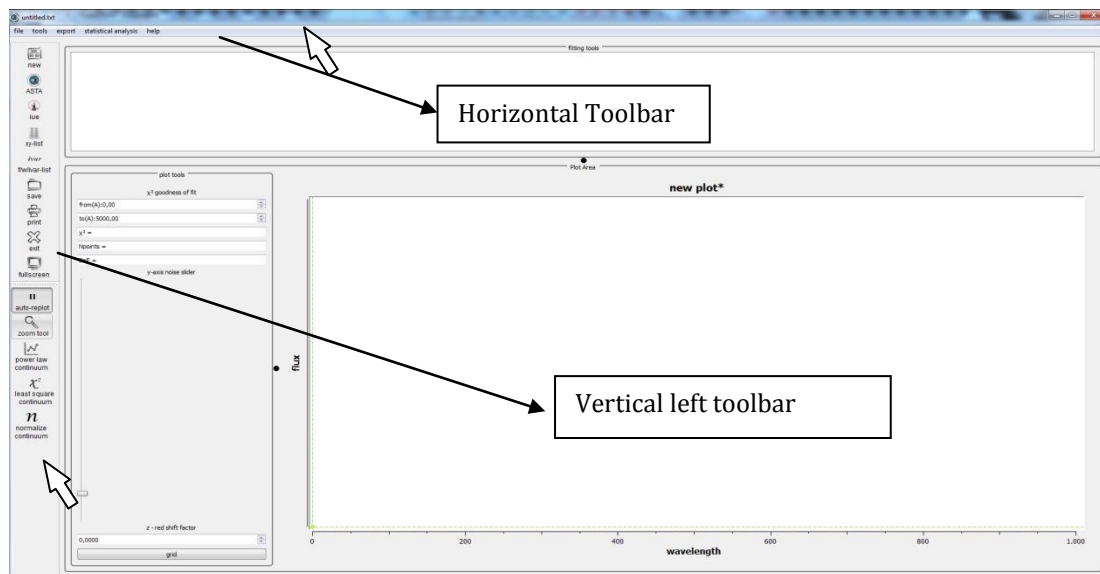 untitled.txt
file tools export statistical analysis help
new
ASTA
iue
xy-list
λvar
flwlvar-list
save
print
exit
fullscreen
auto-replot
zoom tool
power law
continuum
χ²
least square
continuum
n
normalize
continuum
fitting tools
Horizontal Toolbar
plot tools
χ² goodness of fit
from(A):0,00
to(A):5000,00
χ² =
Npoints =
y-axis noise slider
z - red shift factor
0,0000
grid
Plot Area
new plot*
flux
Vertical left toolbar
0 200 400 600 800 1.000
wavelength